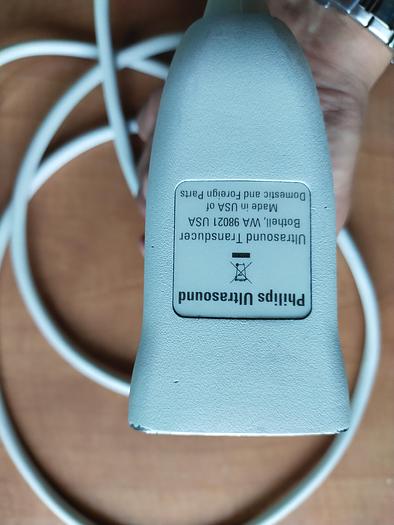 Philips Ultrasound
Ultrasound Transducer
Bothell, WA 98021 USA
Made in USA of
Domestic and Foreign Parts